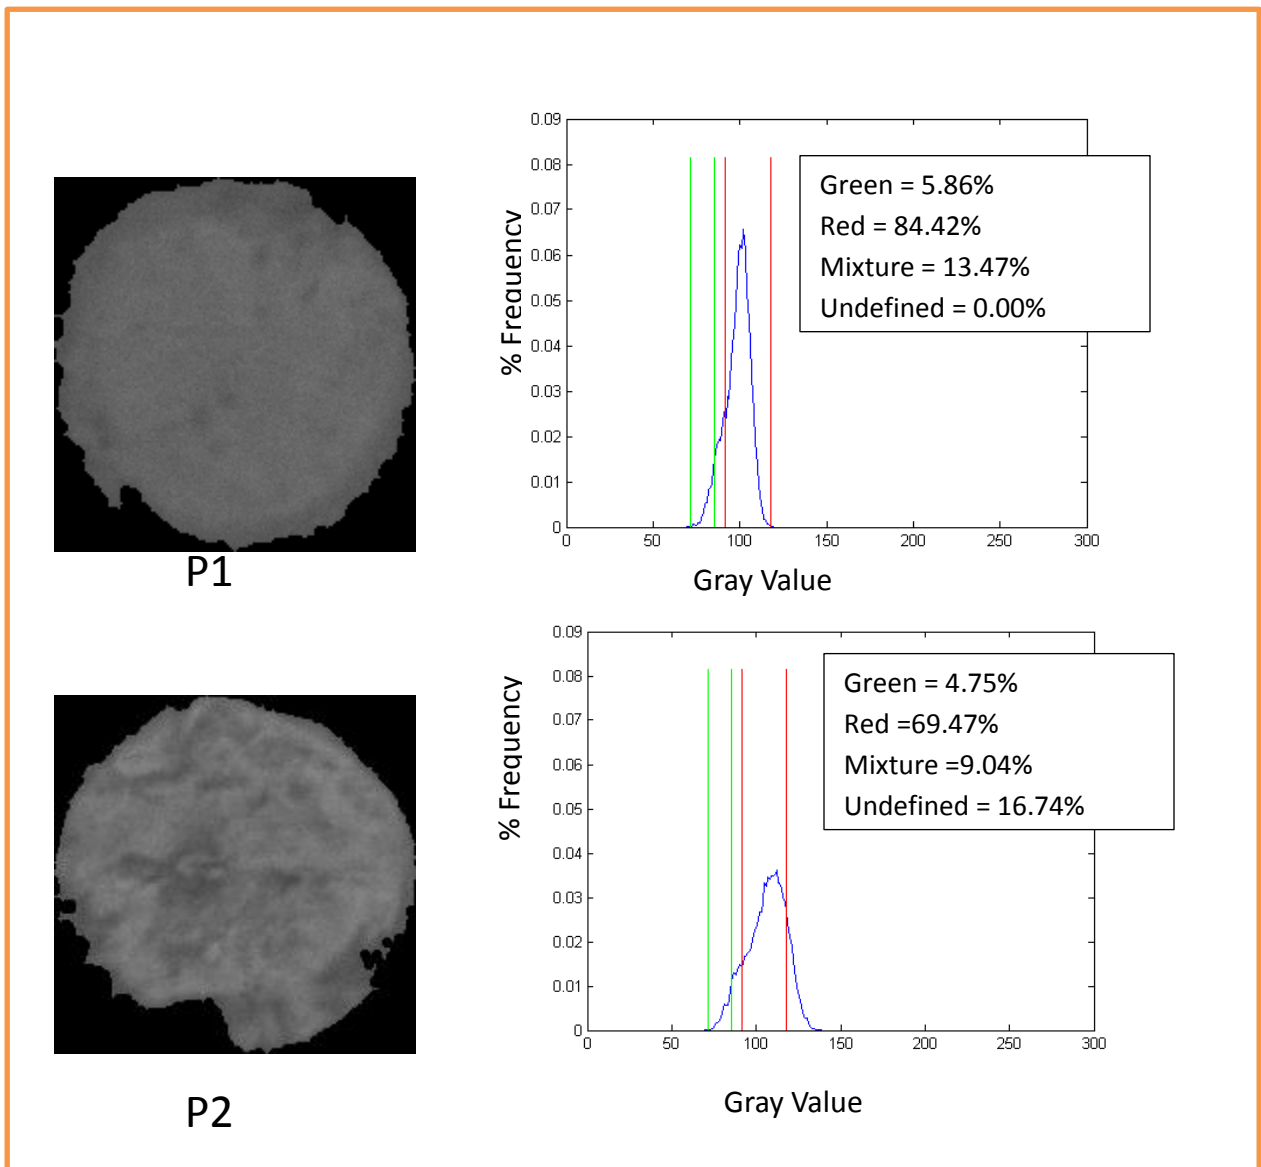 0.09
0.08
0.07
0.06
0.05
0.04
0.03
0.02
0.01
0
0 50 100 150 200 250 300
% Frequency
Gray Value
Green = 5.86%
Red = 84.42%
Mixture = 13.47%
Undefined = 0.00%
P1
0.09
0.08
0.07
0.06
0.05
0.04
0.03
0.02
0.01
0
0 50 100 150 200 250 300
% Frequency
Gray Value
Green = 4.75%
Red =69.47%
Mixture =9.04%
Undefined = 16.74%
P2